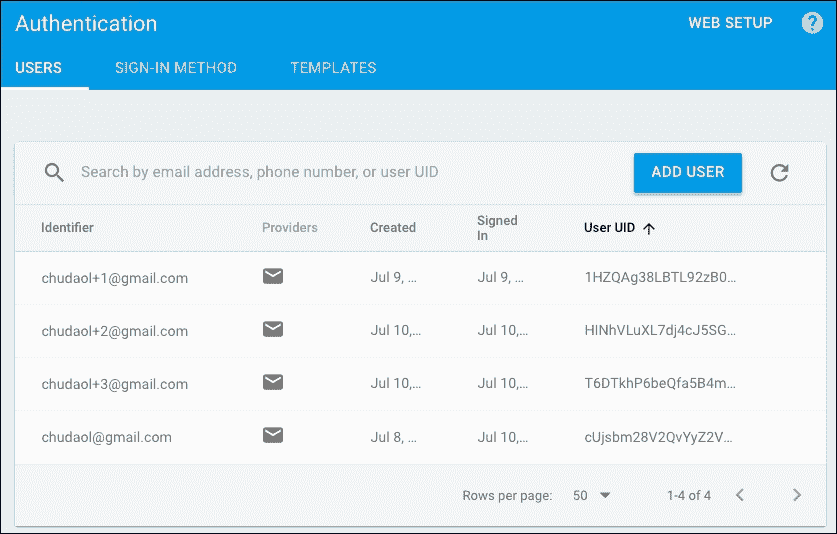 Authentication
WEB SETUP
?
USERS
SIGN-IN METHOD
TEMPLATES
Search by email address, phone number, or user UID
ADD USER
Identifier
Providers
Created
Signed
In
User UID
chudaol+1@gmail.com
Jul 9, ...
Jul 9, ...
1HZQAg38LBTL92zB0...
chudaol+2@gmail.com
Jul 10,...
Jul 10,...
HINhVLuXL7dj4cJ5SG...
chudaol+3@gmail.com
Jul 10,...
Jul 10,...
T6DTkhP6beQfa5B4m...
chudaol@gmail.com
Jul 8, ...
Jul 10,...
cUjsbm28V2QvYyZ2V...
Rows per page:
50
1-4 of 4